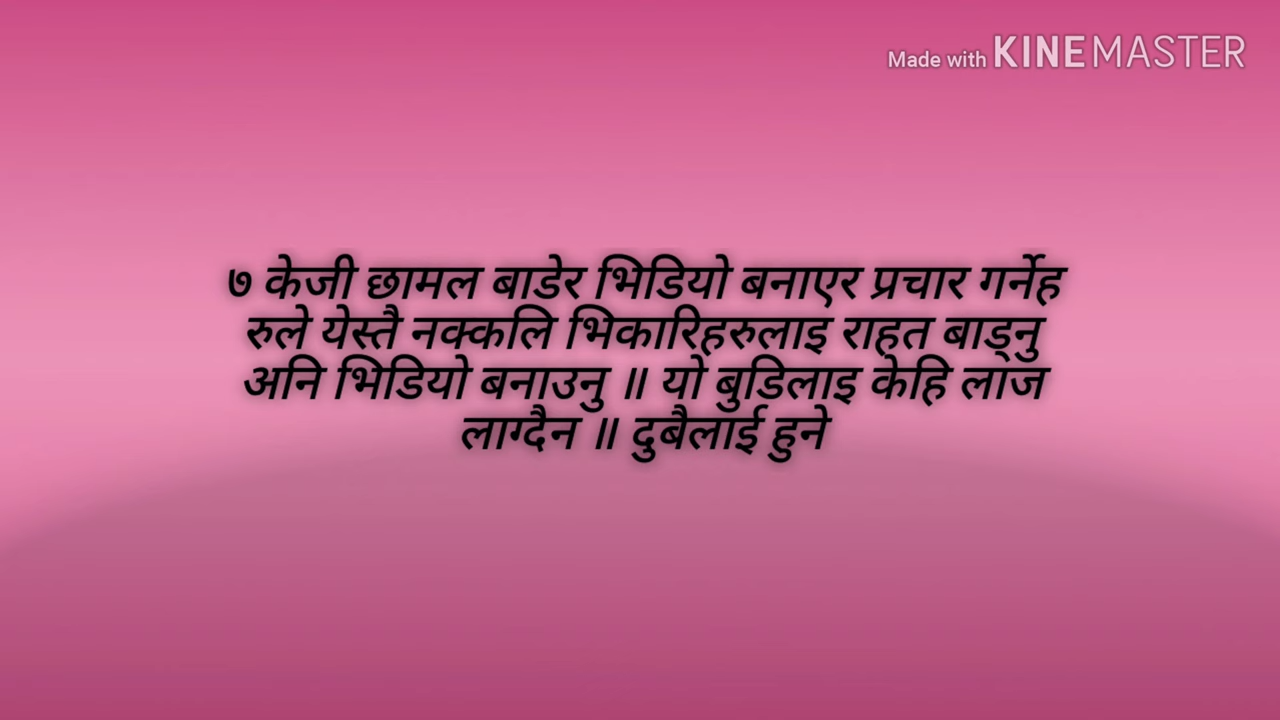 Made with KINEMASTER
७ केजी छामल बाडेर भिडियो बनाएर प्रचार गर्नेह
रुले येस्तै नक्कलि भिकारिहरुलाइ राहत बाड्नु
अनि भिडियो बनाउनु ॥ यो बुडिलाइ केहि लाज
लाग्दैन ॥ दुबैलाई हुने